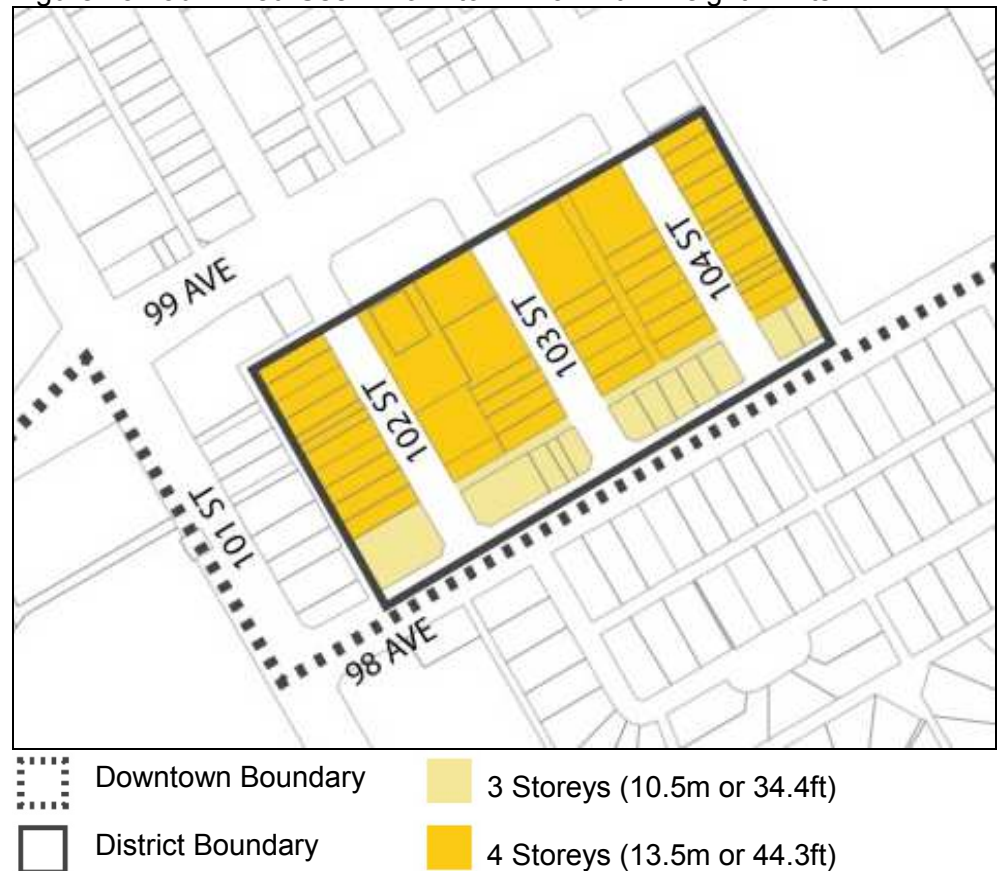 99 AVE
104 ST
103 ST
102 ST
101 ST
98 AVE
Downtown Boundary
3 Storeys (10.5m or 34.4ft)
District Boundary
4 Storeys (13.5m or 44.3ft)